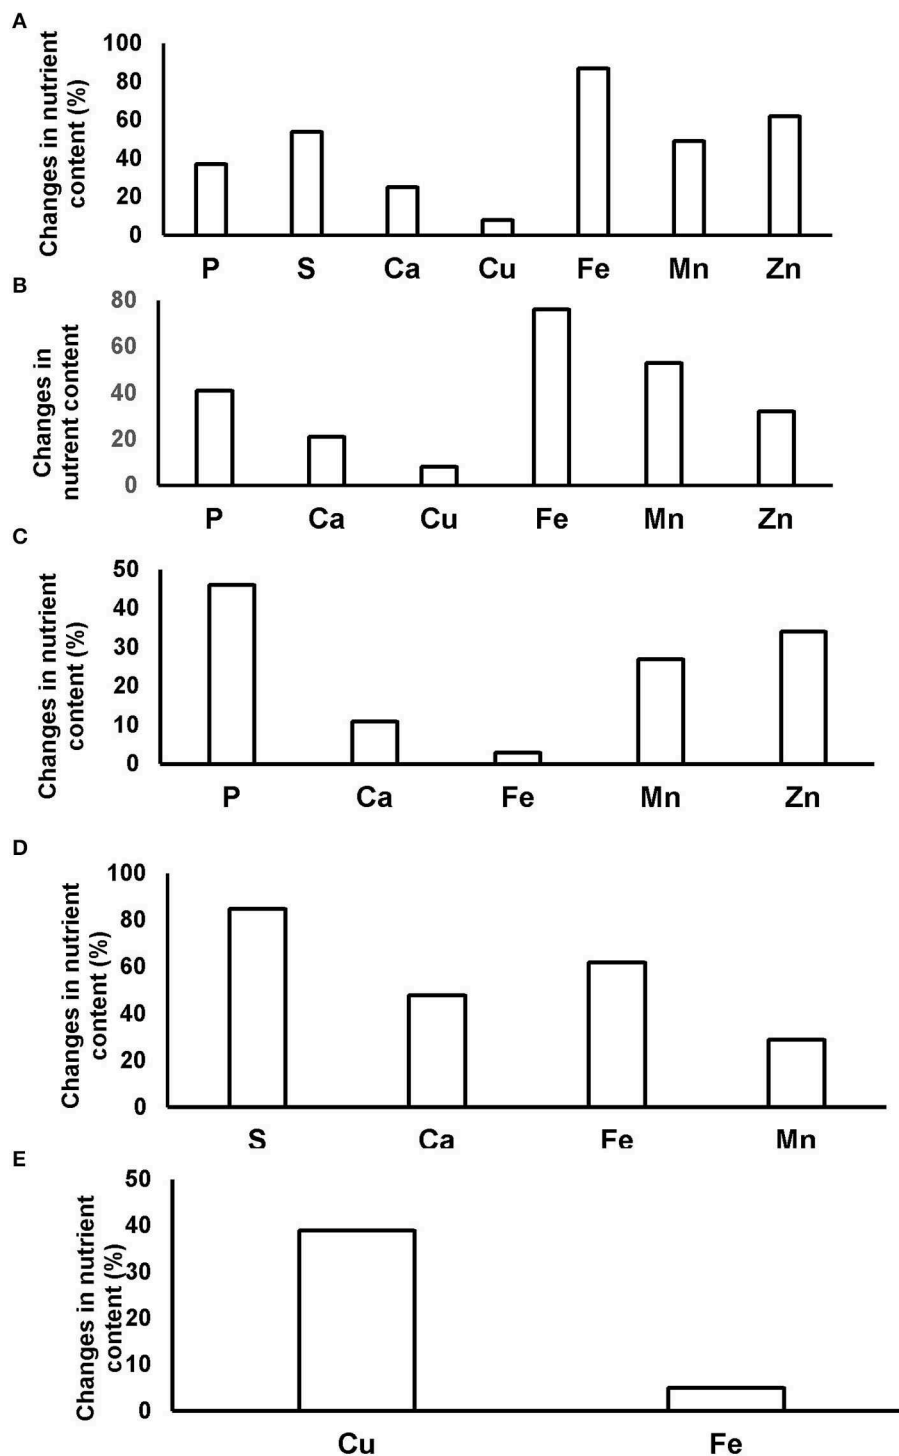 A
Changes in nutrient
content (%)
100
80
60
40
20
0
P S Ca Cu Fe Mn Zn
B
Changes in
nutrent content
80
60
40
20
0
P Ca Cu Fe Mn Zn
C
Changes in nutrient
content (%)
50
40
30
20
10
0
P Ca Fe Mn Zn
D
Changes in nutrient
content (%)
100
80
60
40
20
0
S Ca Fe Mn
E
Changes in nutrient
content (%)
50
40
30
20
10
0
Cu Fe